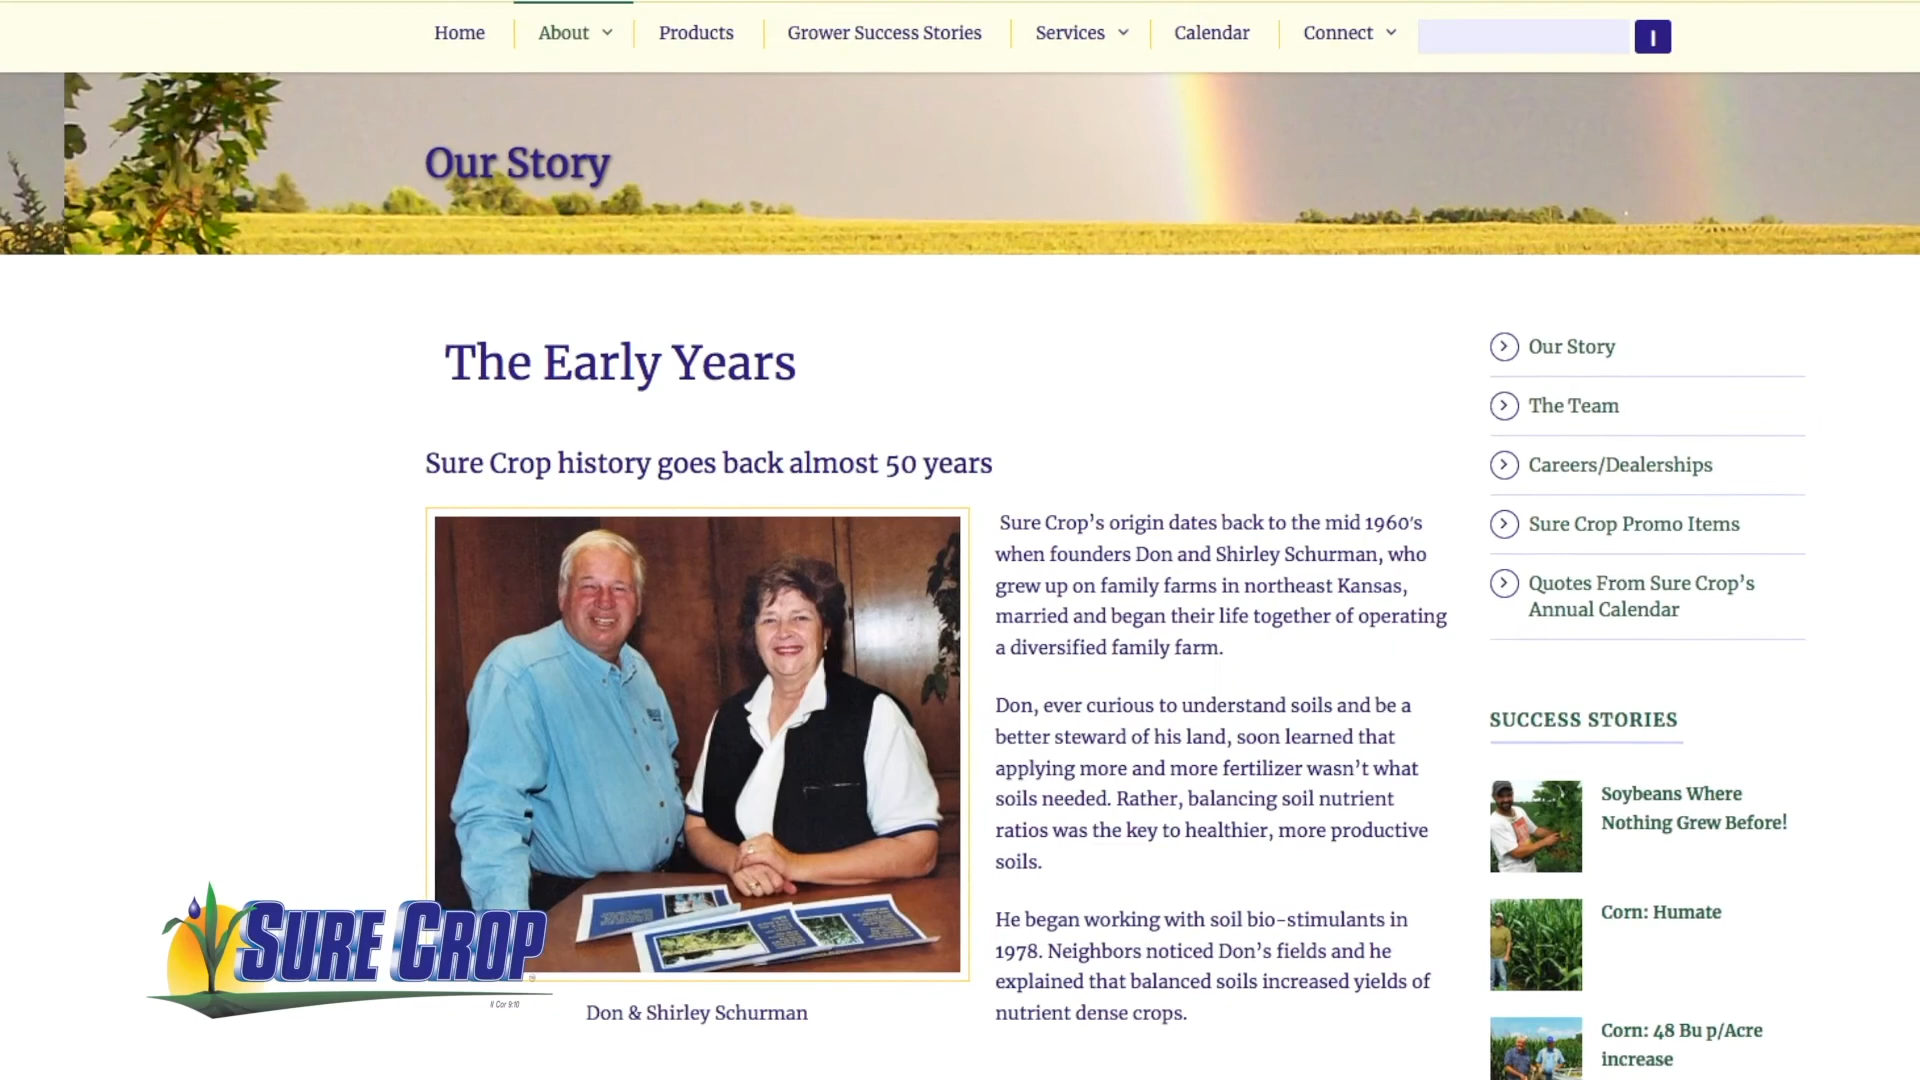 Home
About
Products
Grower Success Stories
Services
Calendar
Connect
Our Story
The Early Years
Sure Crop history goes back almost 50 years
Sure Crop’s origin dates back to the mid 1960's
when founders Don and Shirley Schurman, who
grew up on family farms in northeast Kansas,
married and began their life together of operating
a diversified family farm.
Don, ever curious to understand soils and be a
better steward of his land, soon learned that
applying more and more fertilizer wasn’t what
soils needed. Rather, balancing soil nutrient
ratios was the key to healthier, more productive
soils.
He began working with soil bio-stimulants in
1978. Neighbors noticed Don’s fields and he
explained that balanced soils increased yields of
nutrient dense crops.
Don & Shirley Schurman
SURE CROP
II Cor 9:10
Our Story
The Team
Careers/Dealerships
Sure Crop Promo Items
Quotes From Sure Crop’s
Annual Calendar
SUCCESS STORIES
Soybeans Where
Nothing Grew Before!
Corn: Humate
Corn: 48 Bu p/Acre
increase